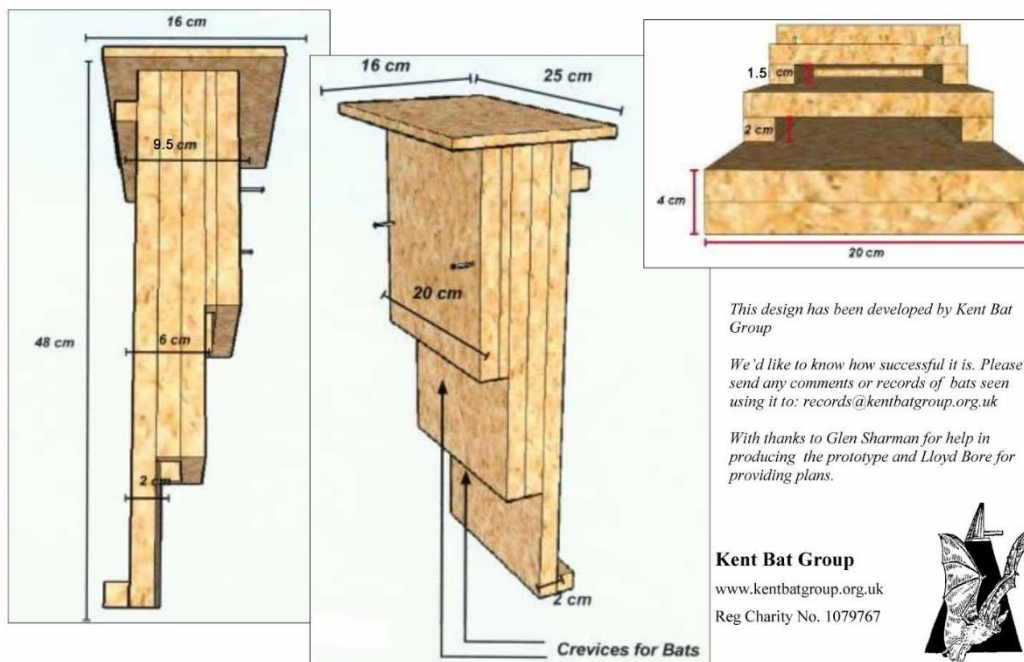 16 cm
9.5 cm
48 cm
6 cm
2 cm
16 cm
25 cm
20 cm
2 cm
Crevices for Bats
1.5 cm
2 cm
4 cm
20 cm
This design has been developed by Kent Bat
Group
We'd like to know how successful it is. Please
send any comments or records of bats seen
using it to: records@kentbatgroup.org.uk
With thanks to Glen Sharman for help in
producing the prototype and Lloyd Bore for
providing plans.
Kent Bat Group
www.kentbatgroup.org.uk
Reg Charity No. 1079767